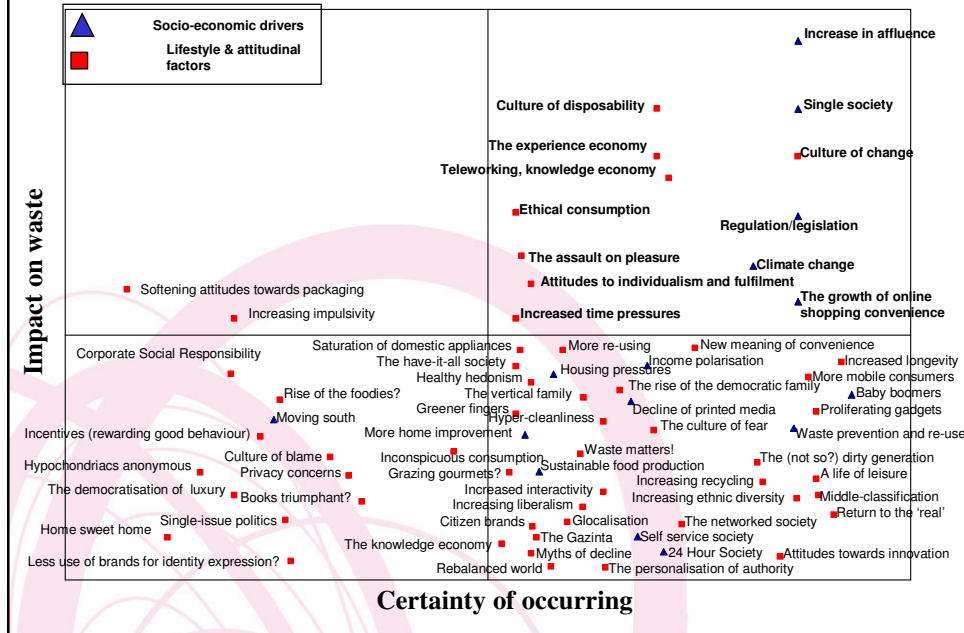 Socio-economic drivers
Lifestyle & attitudinal
factors
Increase in affluence
Culture of disposability
Single society
The experience economy
Culture of change
Teleworking, knowledge economy
Ethical consumption
Regulation/legislation
The assault on pleasure
Climate change
Attitudes to individualism and fulfilment
Softening attitudes towards packaging
The growth of online
shopping convenience
Increasing impulsivity
Increased time pressures
Impact on waste
Corporate Social Responsibility
Saturation of domestic appliances
More re-using
New meaning of convenience
The have-it-all society
Housing pressures
Income polarisation
Increased longevity
Healthy hedonism
More mobile consumers
Rise of the foodies?
The vertical family
The rise of the democratic family
Baby boomers
Greener fingers
Decline of printed media
Proliferating gadgets
Moving south
Hyper-cleanliness
The culture of fear
Incentives (rewarding good behaviour)
More home improvement
Waste prevention and re-use
Culture of blame
Inconspicuous consumption
Waste matters!
The (not so?) dirty generation
Hypochondriacs anonymous
Privacy concerns
Grazing gourmets?
Sustainable food production
Increasing recycling
A life of leisure
The democratisation of luxury
Books triumphant?
Increased interactivity
Increasing ethnic diversity
Middle-classification
Increasing liberalism
Return to the 'real'
Home sweet home
Single-issue politics
Citizen brands
Glocalisation
The networked society
The knowledge economy
The Gazinta
Self service society
Less use of brands for identity expression?
Myths of decline
24 Hour Society
Attitudes towards innovation
Rebalanced world
The personalisation of authority
Certainty of occurring